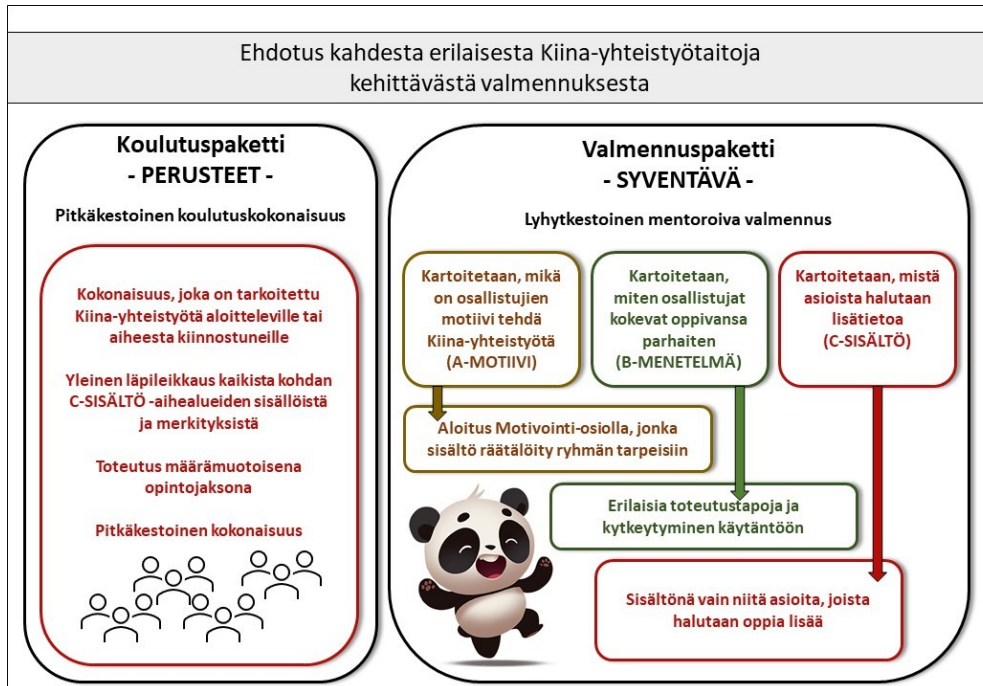 Ehdotus kahdesta erilaisesta Kiina-yhteistyötaitoja
kehittävästä valmennuksesta
Koulutuspaketti
- PERUSTEET -
Pitkäkestoinen koulutuskokonaisuus
Kokonaisuus, joka on tarkoitettu
Kiina-yhteistyötä aloitteleville tai
aiheesta kiinnostuneille
Yleinen läpileikkaus kaikista kohdan
C-SISÄLTÖ -aihealueiden sisällöistä
ja merkityksistä
Toteutus määrämuotoisena
opintojaksona
Pitkäkestoinen kokonaisuus
Valmennuspaketti
- SYVENTÄVÄ -
Lyhytkestoinen mentoroiva valmennus
Kartoitetaan, mikä
on osallistujien
motiivi tehdä
Kiina-yhteistyötä
(A-MOTIIVI)
Kartoitetaan,
miten osallistujat
kokevat oppivansa
parhaiten
(B-MENETELMÄ)
Kartoitetaan, mistä
asioista halutaan
lisätietoa
(C-SISÄLTÖ)
Aloitus Motivointi-osiolla, jonka
sisältö räätälöity ryhmän tarpeisiin
Erilaisia toteutustapoja ja
kytkeytyminen käytäntöön
Sisältönä vain niitä asioita, joista
halutaan oppia lisää